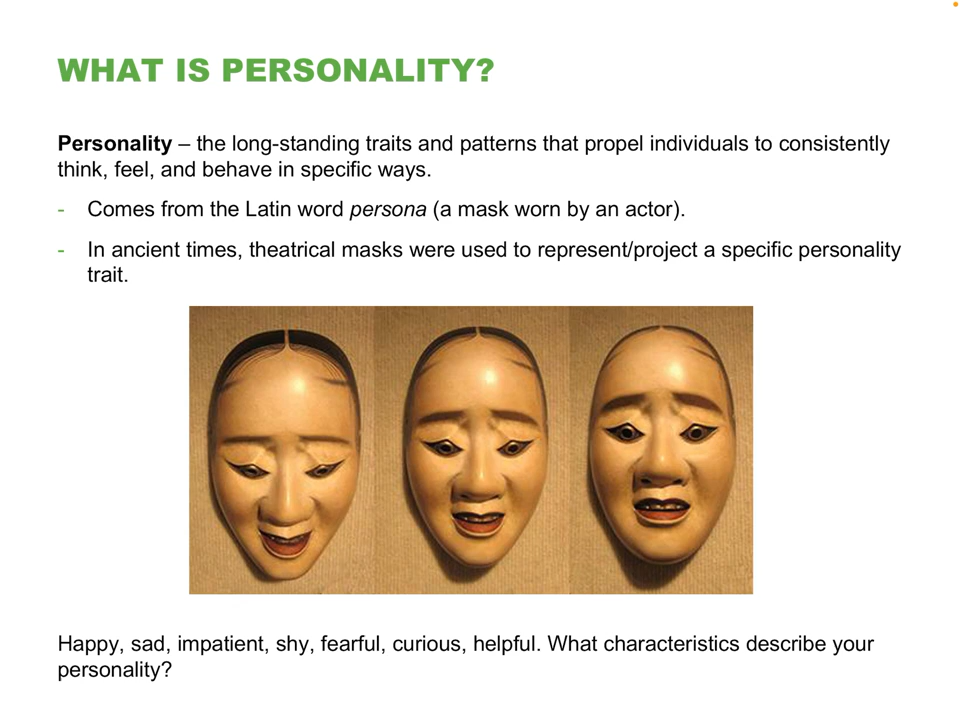 WHAT IS PERSONALITY?
Personality – the long-standing traits and patterns that propel individuals to consistently
think, feel, and behave in specific ways.
- Comes from the Latin word persona (a mask worn by an actor).
- In ancient times, theatrical masks were used to represent/project a specific personality
trait.
Happy, sad, impatient, shy, fearful, curious, helpful. What characteristics describe your
personality?